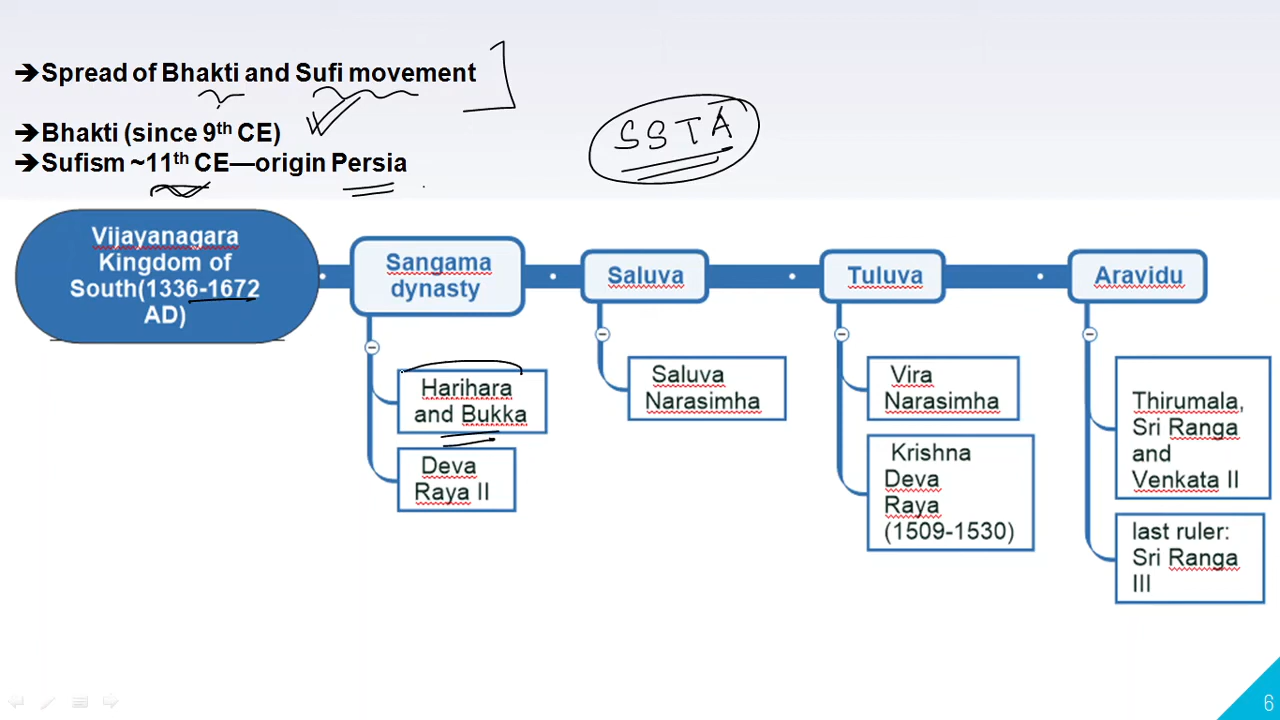 ➔Spread of Bhakti and Sufi movement
➔Bhakti (since 9th CE)
➔Sufism ~11th CE—origin Persia
SSTA
Vijayanagara
Kingdom of
South(1336-1672
AD)
Sangama
dynasty
Harihara
and Bukka
Deva
Raya II
Saluva
Saluva
Narasimha
Tuluva
Vira
Narasimha
Krishna
Deva
Raya
(1509-1530)
Aravidu
Thirumala,
Sri Ranga
and
Venkata II
last ruler:
Sri Ranga
III
6